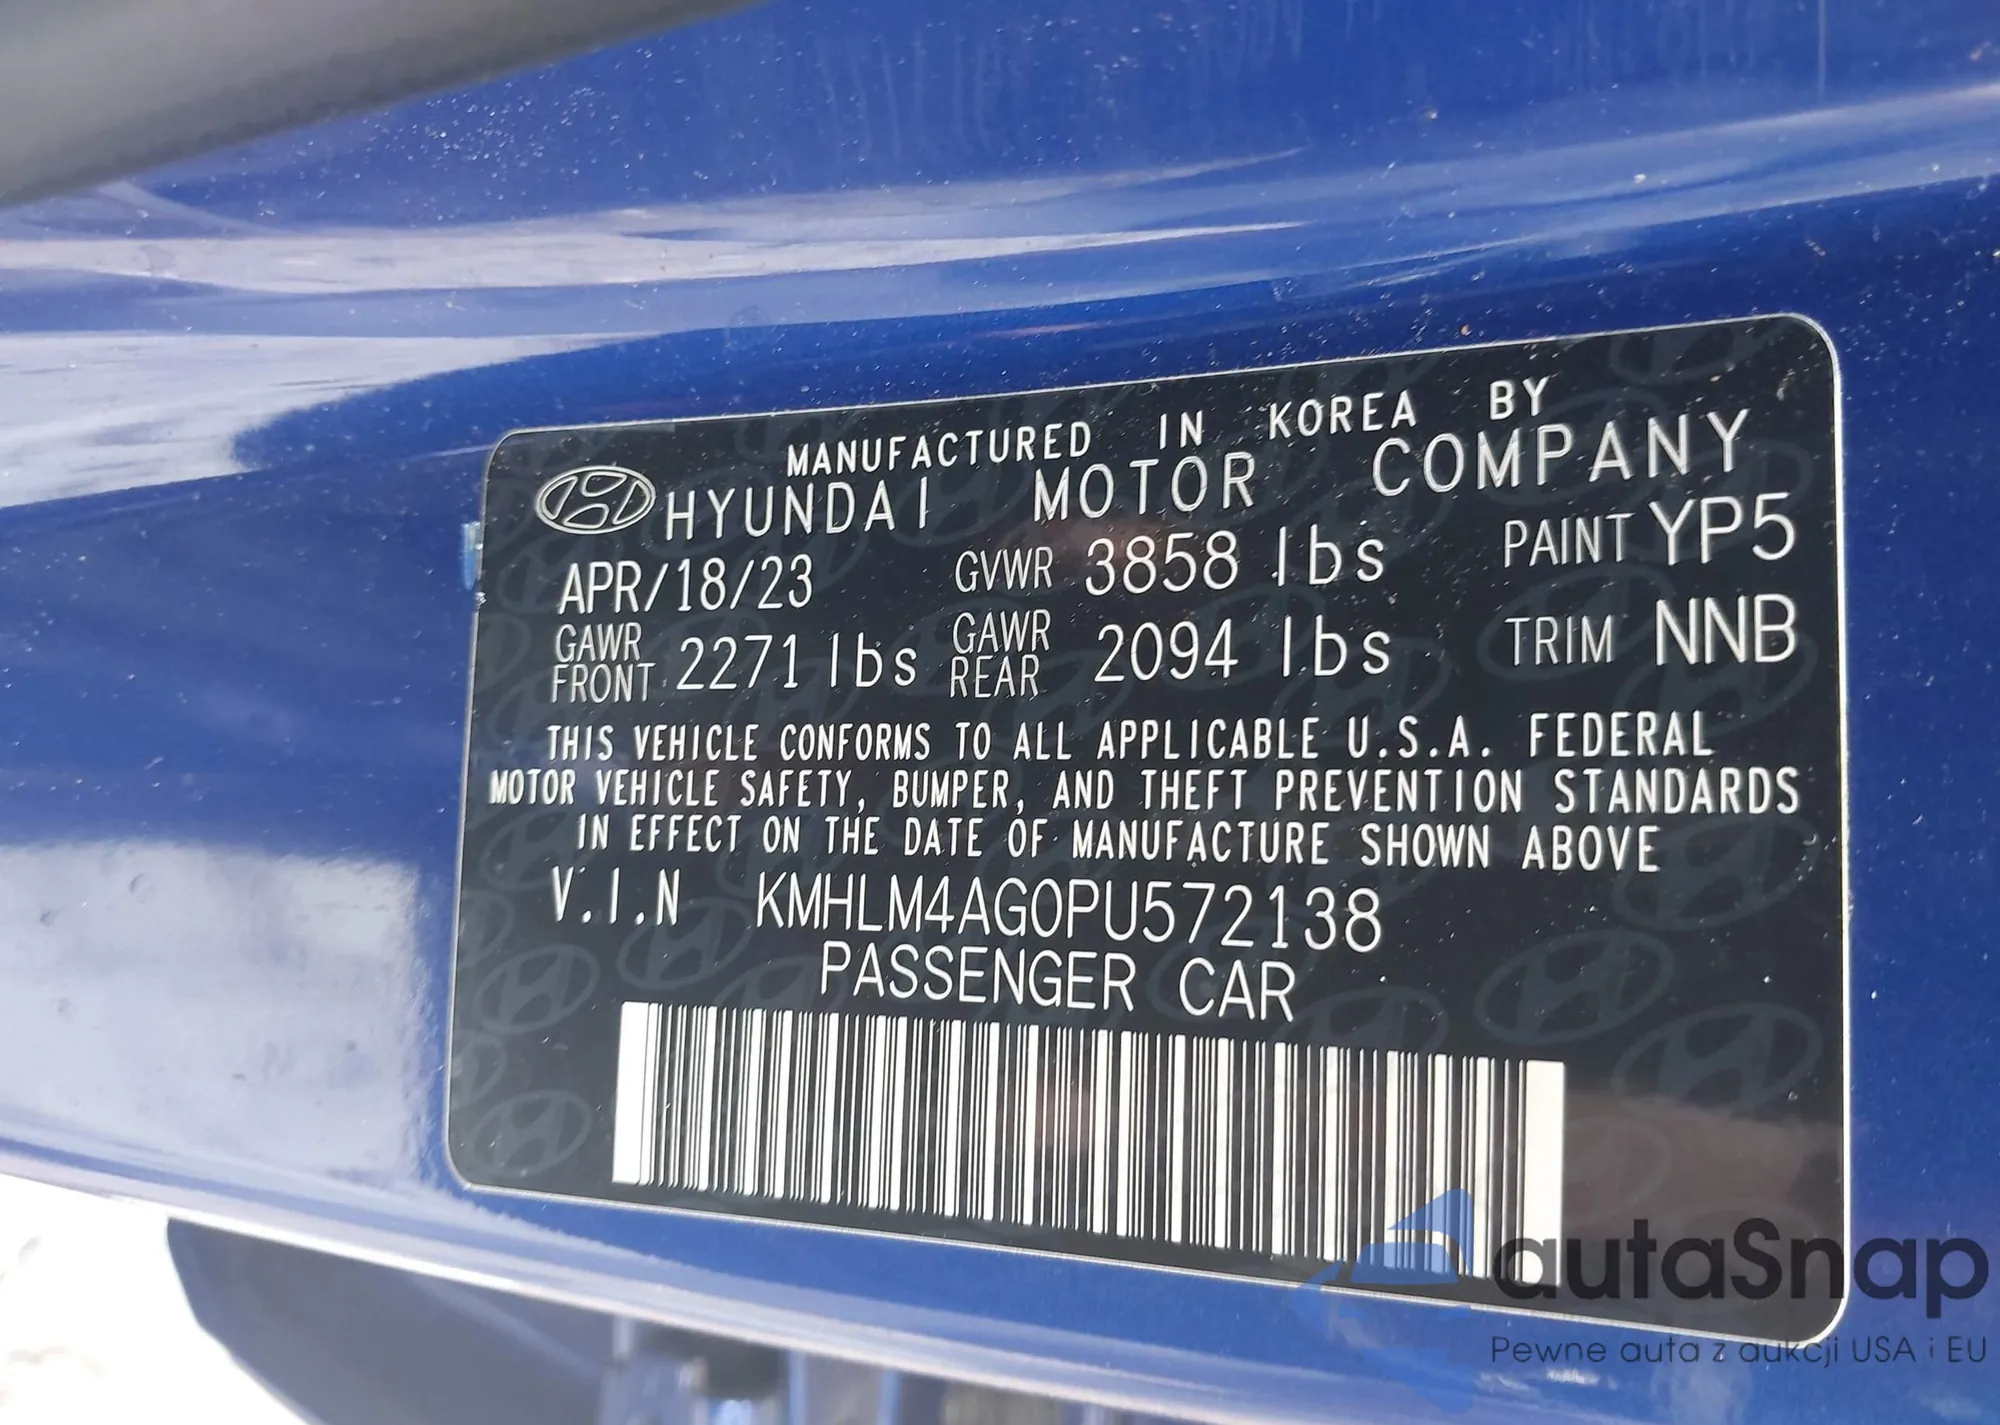 MANUFACTURED IN KOREA BY
HYUNDAI MOTOR COMPANY
APR/18/23 GVWR 3858 lbs PAINT YP5
GAWR FRONT 2271 lbs GAWR REAR 2094 lbs TRIM NNB
THIS VEHICLE CONFORMS TO ALL APPLICABLE U.S.A. FEDERAL
MOTOR VEHICLE SAFETY, BUMPER, AND THEFT PREVENTION STANDARDS
IN EFFECT ON THE DATE OF MANUFACTURE SHOWN ABOVE
V.I.N KMHLM4AG0PU572138
PASSENGER CAR
autaSnap
Pewne auta z aukcji USA i EU